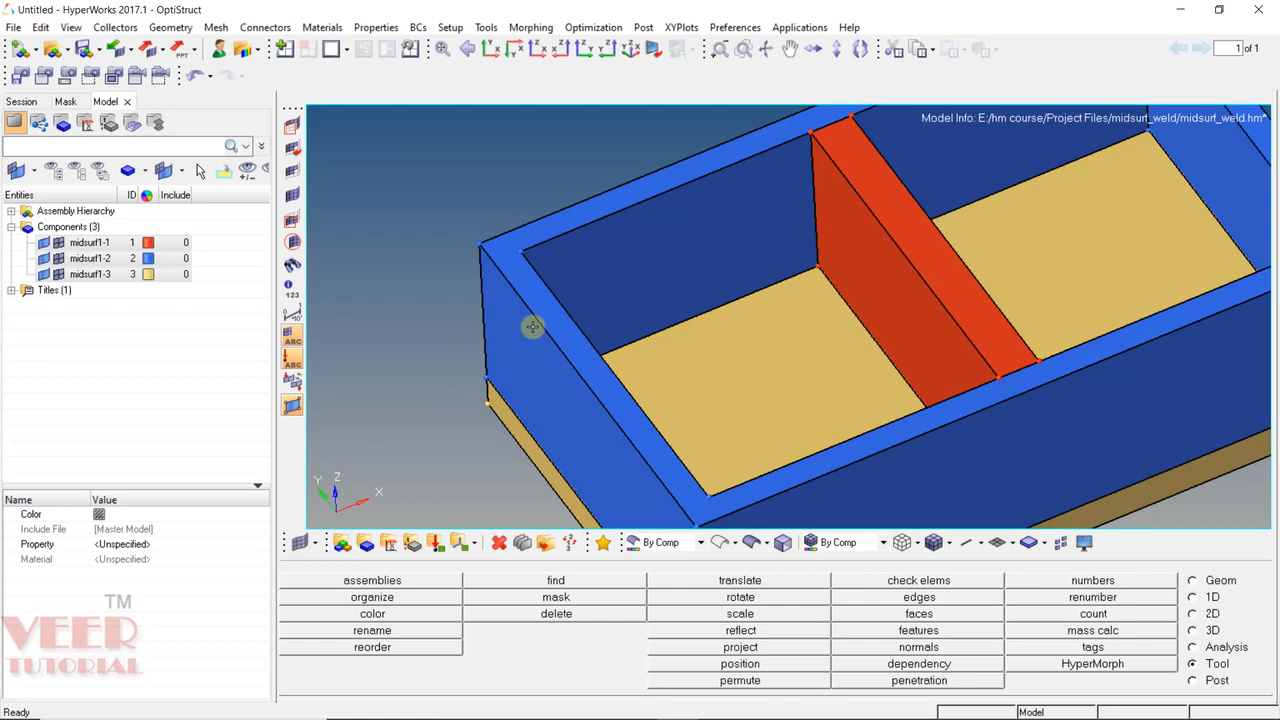 Untitled - HyperWorks 2017.1 - OptiStruct
File Edit View Collectors Geometry Mesh Connectors Materials Properties BCs Setup Tools Morphing Optimization Post XYPlots Preferences Applications Help
1 of 1
Session Mask Model
Model Info: E:/hm course/Project Files/midsurf_weld/midsurf_weld.hm*
Entities ID Include
Assembly Hierarchy
Components (3)
midsurf1-1 1 0
midsurf1-2 2 0
midsurf1-3 3 0
Titles (1)
123
ABC
ABC
Z
Y
X
Name Value
Color
Include File [Master Model]
Property <Unspecified>
Material <Unspecified>
By Comp By Comp
assemblies find translate check elems numbers Geom
organize mask rotate edges renumber 1D
color delete scale faces count 2D
rename reflect features mass calc 3D
reorder project normals tags Analysis
position dependency HyperMorph Tool
permute penetration Post
TM
VEER
TUTORIAL
Ready Model